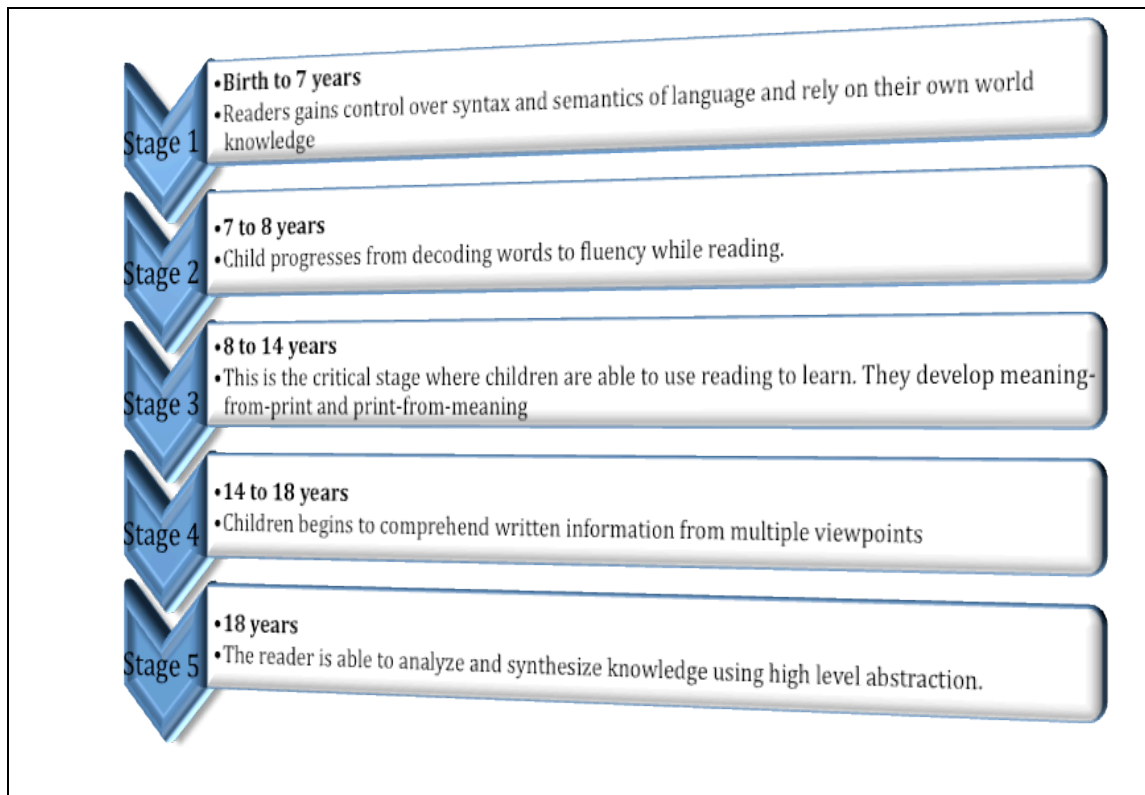 Stage 1
•Birth to 7 years
•Readers gains control over syntax and semantics of language and rely on their own world
knowledge
Stage 2
•7 to 8 years
•Child progresses from decoding words to fluency while reading.
Stage 3
•8 to 14 years
•This is the critical stage where children are able to use reading to learn. They develop meaning-
from-print and print-from-meaning
Stage 4
•14 to 18 years
•Children begins to comprehend written information from multiple viewpoints
Stage 5
•18 years
•The reader is able to analyze and synthesize knowledge using high level abstraction.